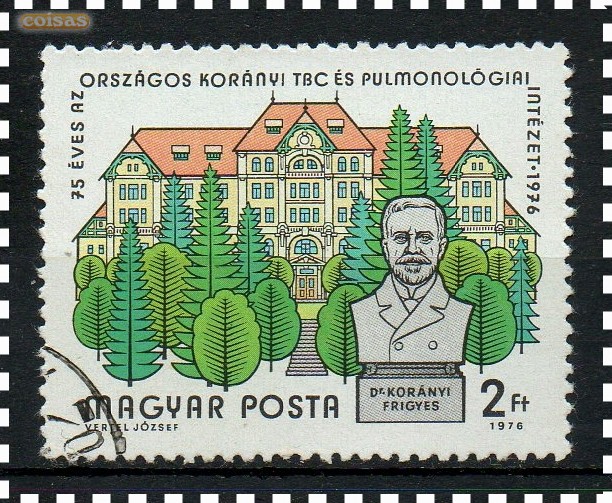 coisas
75 ÉVES AZ
ORSZÁGOS KORÁNYI TBC ÉS PULMONOLÓGIAI
INTÉZET-1976
Dr. KORÁNYI
FRIGYES
MAGYAR POSTA
2 Ft
VERTEL JÓZSEF
1976